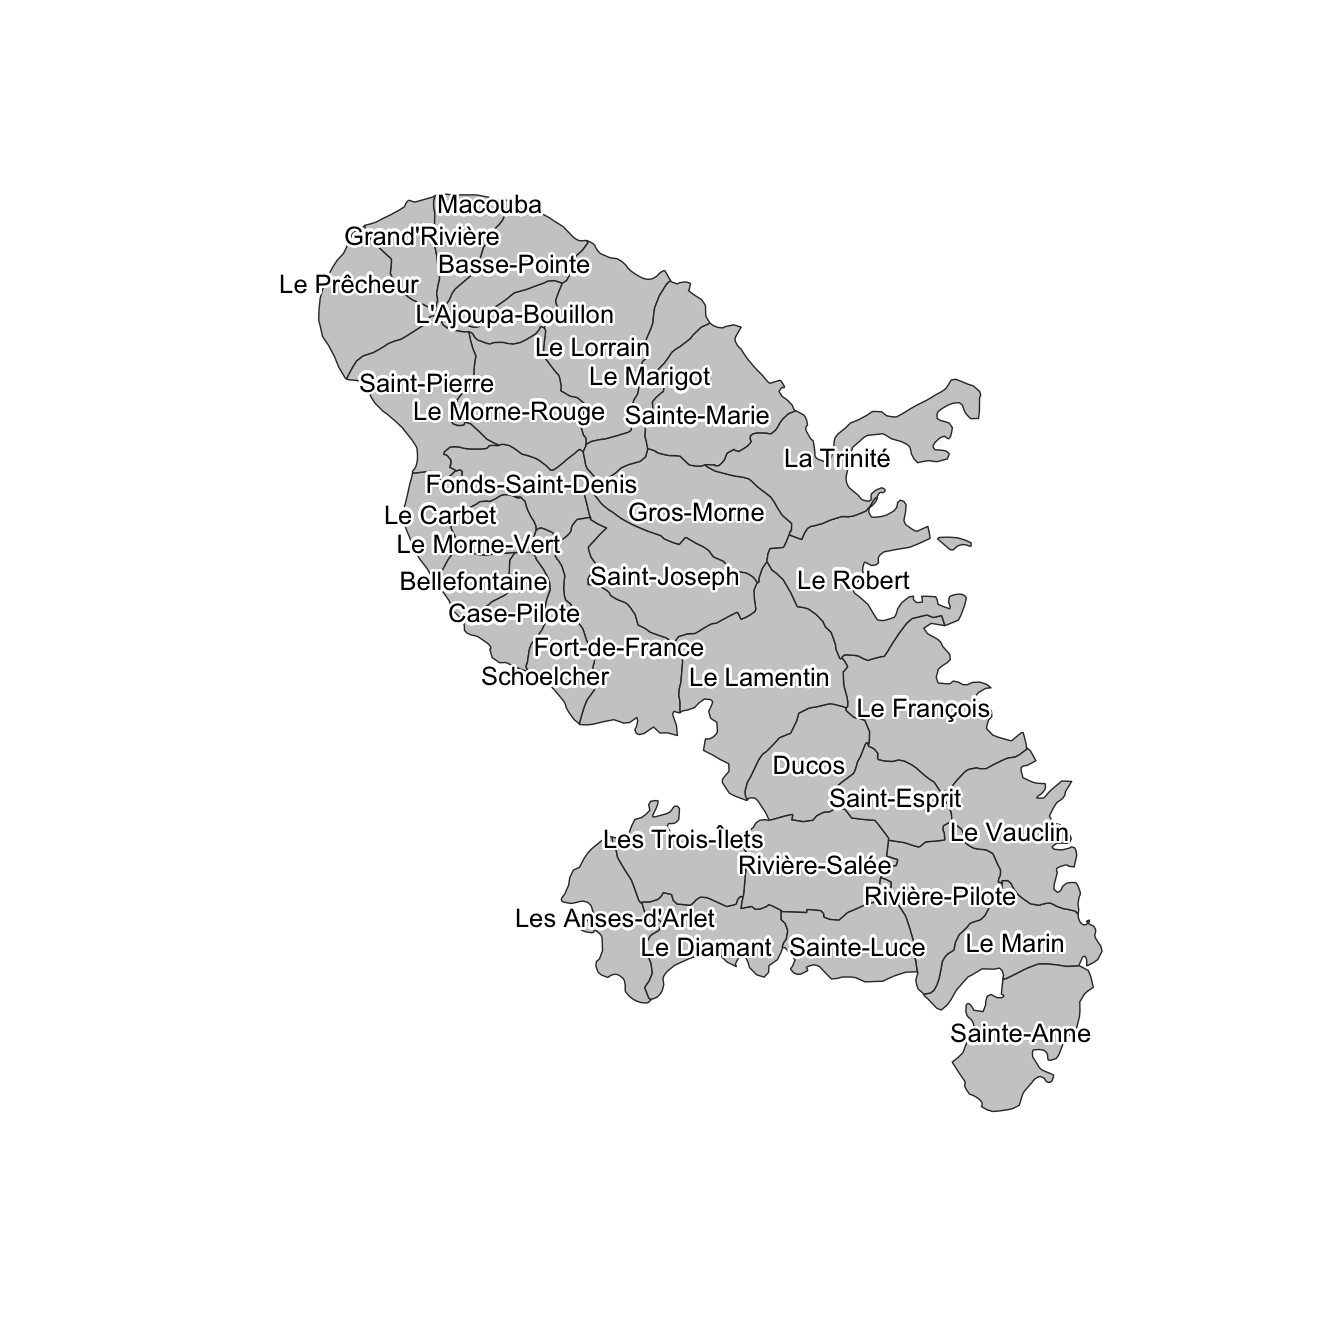 Macouba
Grand'Rivière
Basse-Pointe
Le Prêcheur
L'Ajoupa-Bouillon
Le Lorrain
Le Marigot
Saint-Pierre
Le Morne-Rouge
Sainte-Marie
La Trinité
Fonds-Saint-Denis
Gros-Morne
Le Carbet
Le Morne-Vert
Saint-Joseph
Le Robert
Bellefontaine
Case-Pilote
Fort-de-France
Schoelcher
Le Lamentin
Le François
Ducos
Saint-Esprit
Le Vauclin
Les Trois-Îlets
Rivière-Salée
Rivière-Pilote
Les Anses-d'Arlet
Le Diamant
Sainte-Luce
Le Marin
Sainte-Anne